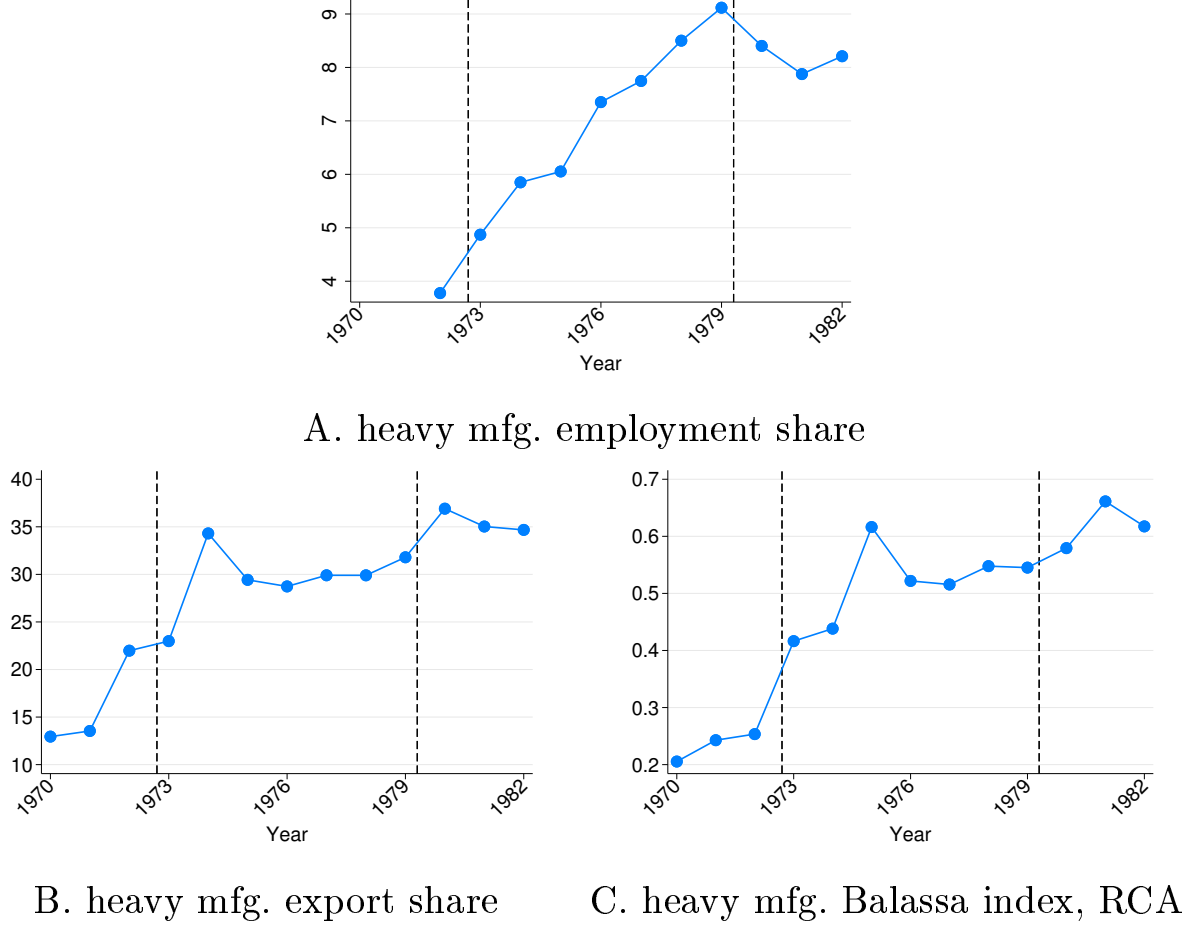 9
8
7
6
5
4
1970 1973 1976 1979 1982
Year
A. heavy mfg. employment share
40
35
30
25
20
15
10
1970 1973 1976 1979 1982
Year
B. heavy mfg. export share
0.7
0.6
0.5
0.4
0.3
0.2
1970 1973 1976 1979 1982
Year
C. heavy mfg. Balassa index, RCA